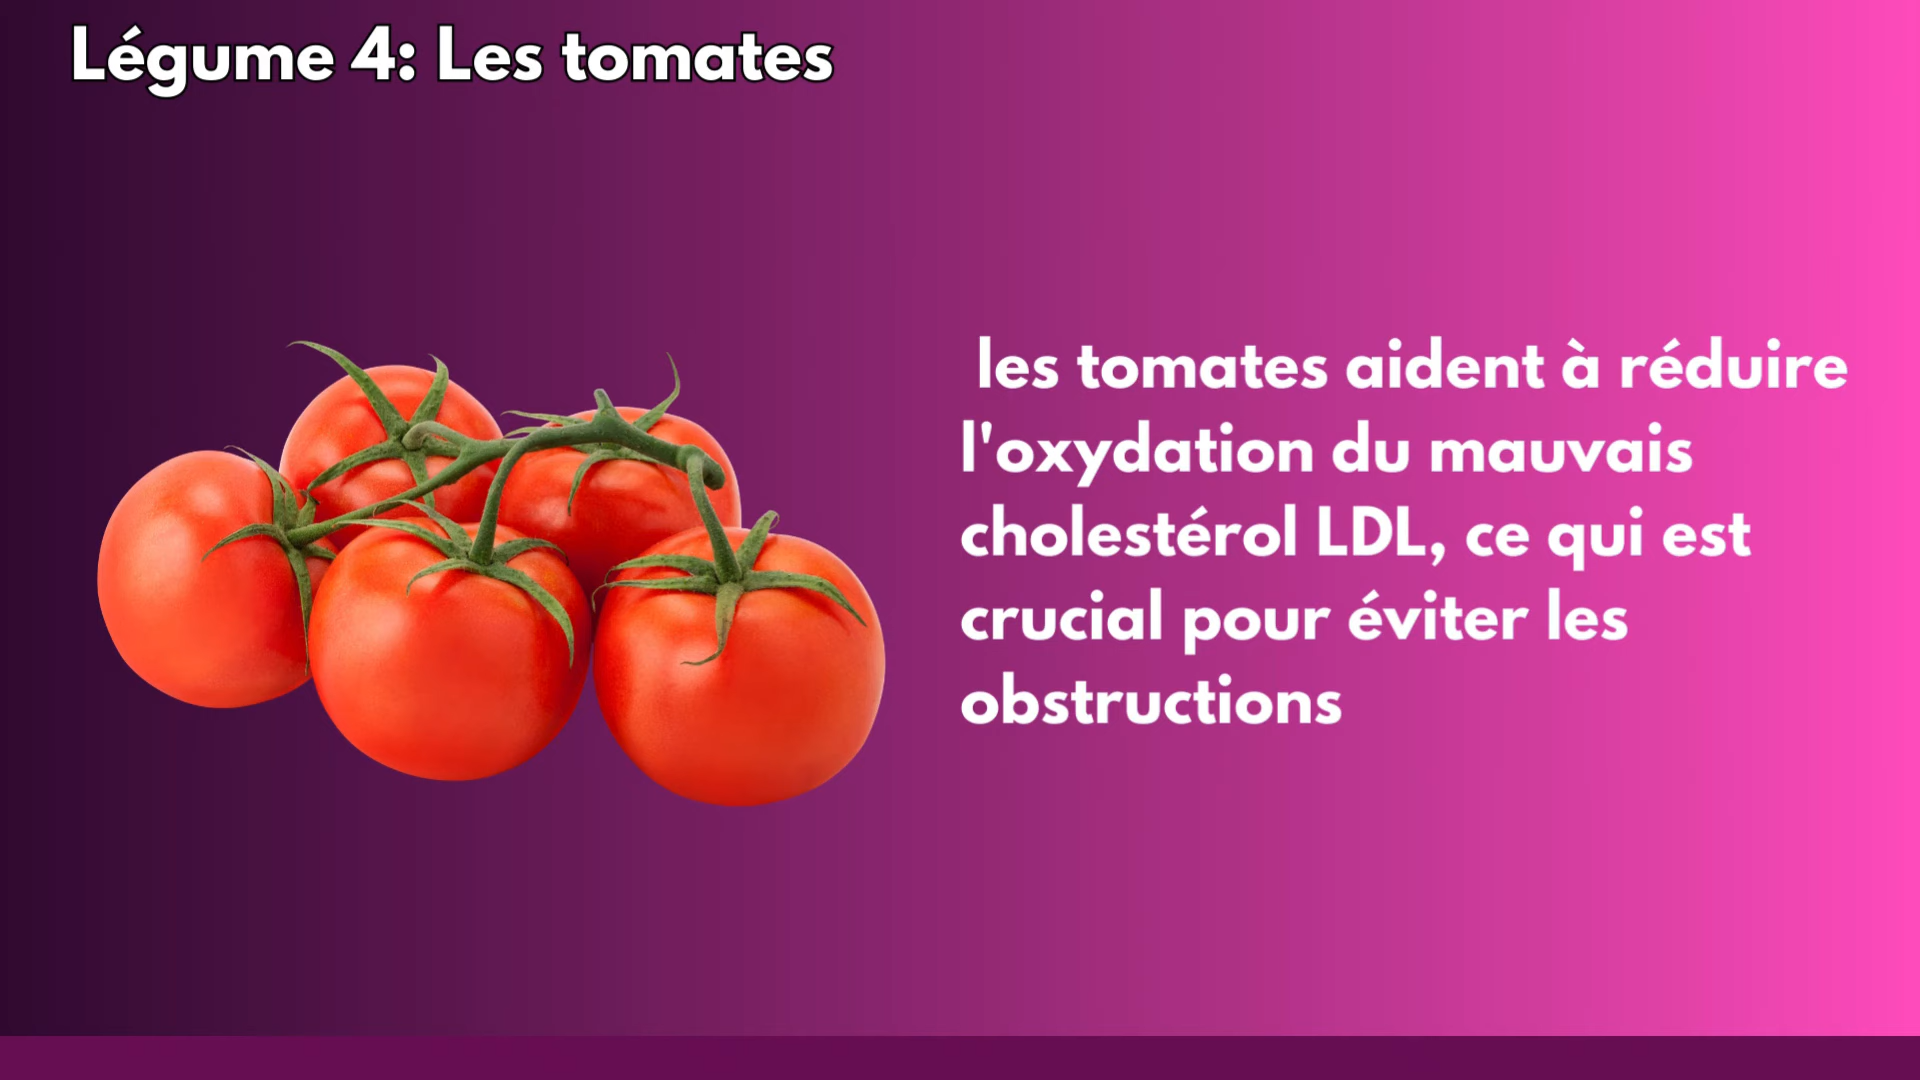 Légume 4: Les tomates
les tomates aident à réduire
l'oxydation du mauvais
cholestérol LDL, ce qui est
crucial pour éviter les
obstructions